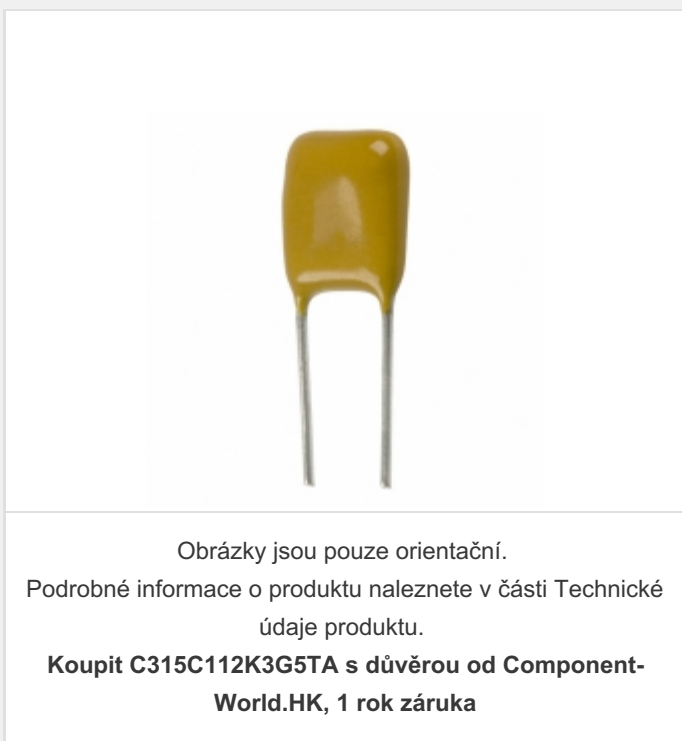 Obrázky jsou pouze orientační.
Podrobné informace o produktu naleznete v části Technické
údaje produktu.
Koupit C315C112K3G5TA s důvěrou od Component-
World.HK, 1 rok záruka